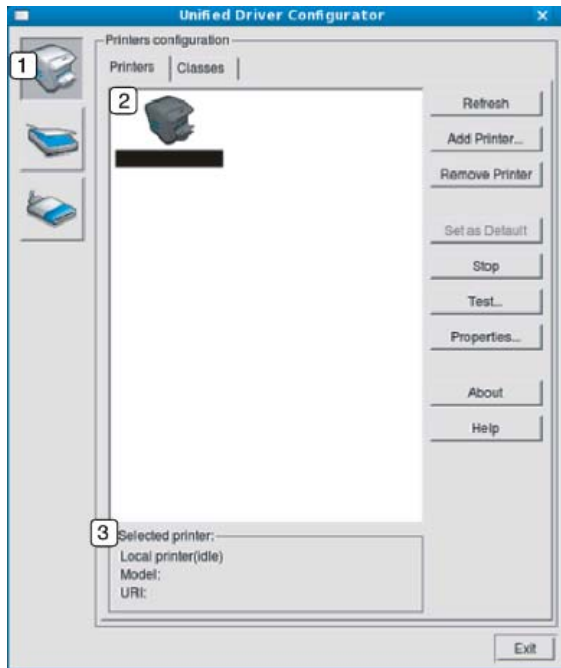 Unified Driver Configurator
Printers configuration
1
Printers Classes
2
Refresh
Add Printer...
Remove Printer
Set as Default
Stop
Test...
Properties...
About
Help
3
Selected printer:
Local printer(idle)
Model:
URI:
Exit